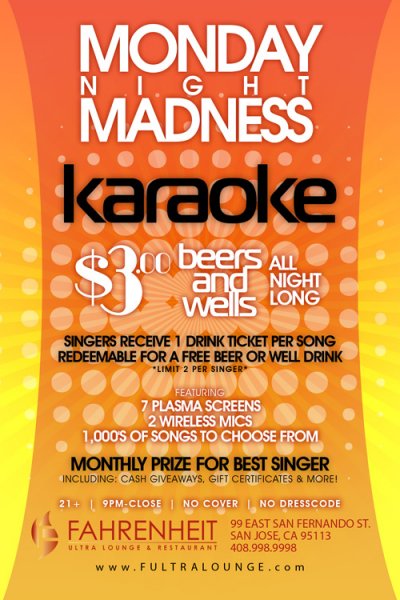 MONDAY
NIGHT
MADNESS
karaoke
$3.00 beers and wells ALL NIGHT LONG
SINGERS RECEIVE 1 DRINK TICKET PER SONG
REDEEMABLE FOR A FREE BEER OR WELL DRINK
*LIMIT 2 PER SINGER*
FEATURING
7 PLASMA SCREENS
2 WIRELESS MICS
1,000'S OF SONGS TO CHOOSE FROM
MONTHLY PRIZE FOR BEST SINGER
INCLUDING: CASH GIVEAWAYS, GIFT CERTIFICATES & MORE!
21+ | 9PM-CLOSE | NO COVER | NO DRESSCODE
FAHRENHEIT
ULTRA LOUNGE & RESTAURANT
99 EAST SAN FERNANDO ST.
SAN JOSE, CA 95113
408.998.9998
www.FULTRALOUNGE.com